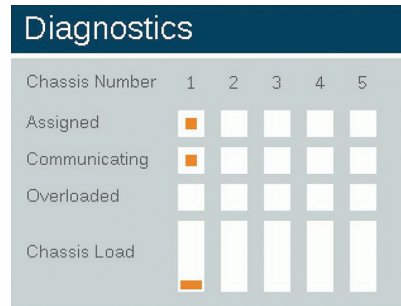 Diagnostics
Chassis Number 1 2 3 4 5
Assigned
Communicating
Overloaded
Chassis Load